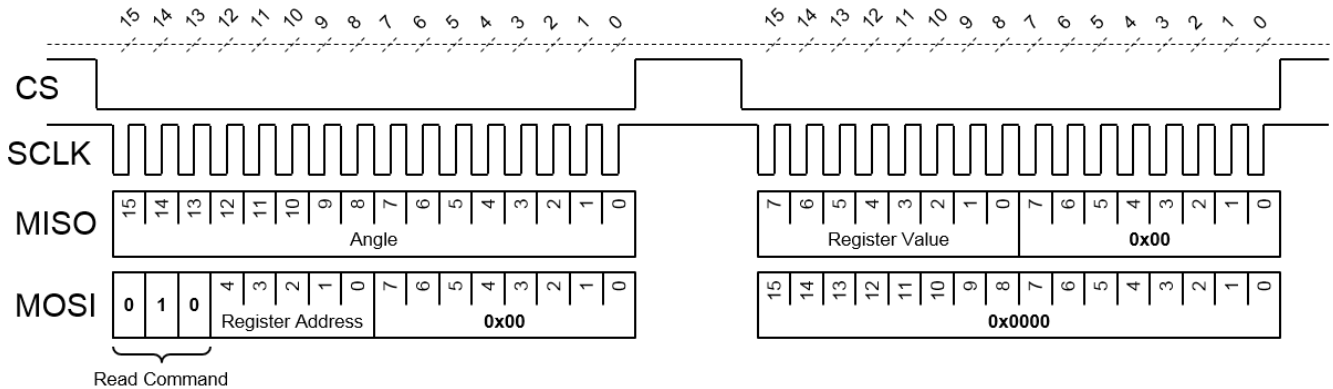 15 14 13 12 11 10 9 8 7 6 5 4 3 2 1 0 15 14 13 12 11 10 9 8 7 6 5 4 3 2 1 0
CS
SCLK
MISO 15 14 13 12 11 10 9 8 7 6 5 4 3 2 1 0 7 6 5 4 3 2 1 0 7 6 5 4 3 2 1 0
Angle Register Value 0x00
MOSI 0 1 0 4 3 2 1 0 7 6 5 4 3 2 1 0 15 14 13 12 11 10 9 8 7 6 5 4 3 2 1 0
Register Address 0x00 0x0000
Read Command